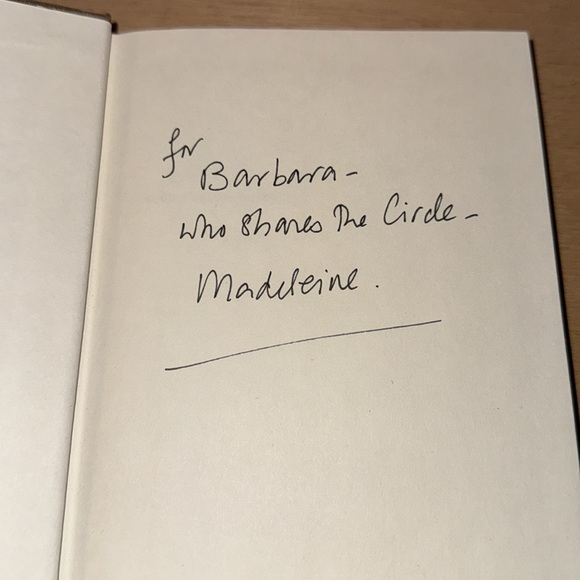 for
Barbara-
who shares The Circle-
Madeleine.